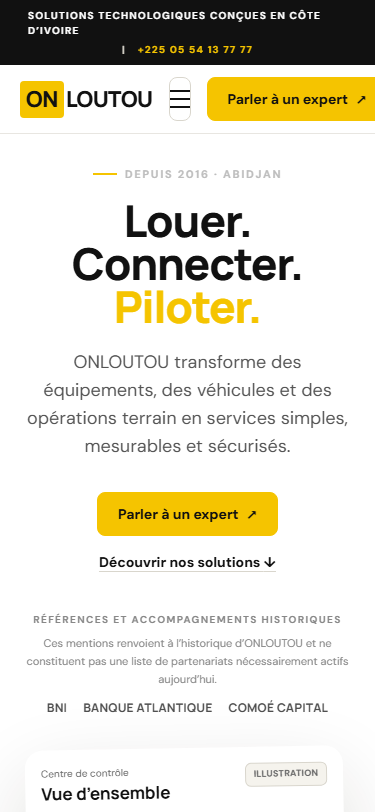 SOLUTIONS TECHNOLOGIQUES CONÇUES EN CÔTE
D'IVOIRE
| +225 05 54 13 77 77
ON LOUTOU
Parler à un expert ↗
DEPUIS 2016 · ABIDJAN
Louer.
Connecter.
Piloter.
ONLOUTOU transforme des
équipements, des véhicules et des
opérations terrain en services simples,
mesurables et sécurisés.
Parler à un expert ↗
Découvrir nos solutions ↓
RÉFÉRENCES ET ACCOMPAGNEMENTS HISTORIQUES
Ces mentions renvoient à l'historique d'ONLOUTOU et ne
constituent pas une liste de partenariats nécessairement actifs
aujourd'hui.
BNI BANQUE ATLANTIQUE COMOÉ CAPITAL
Centre de contrôle
ILLUSTRATION
Vue d'ensemble